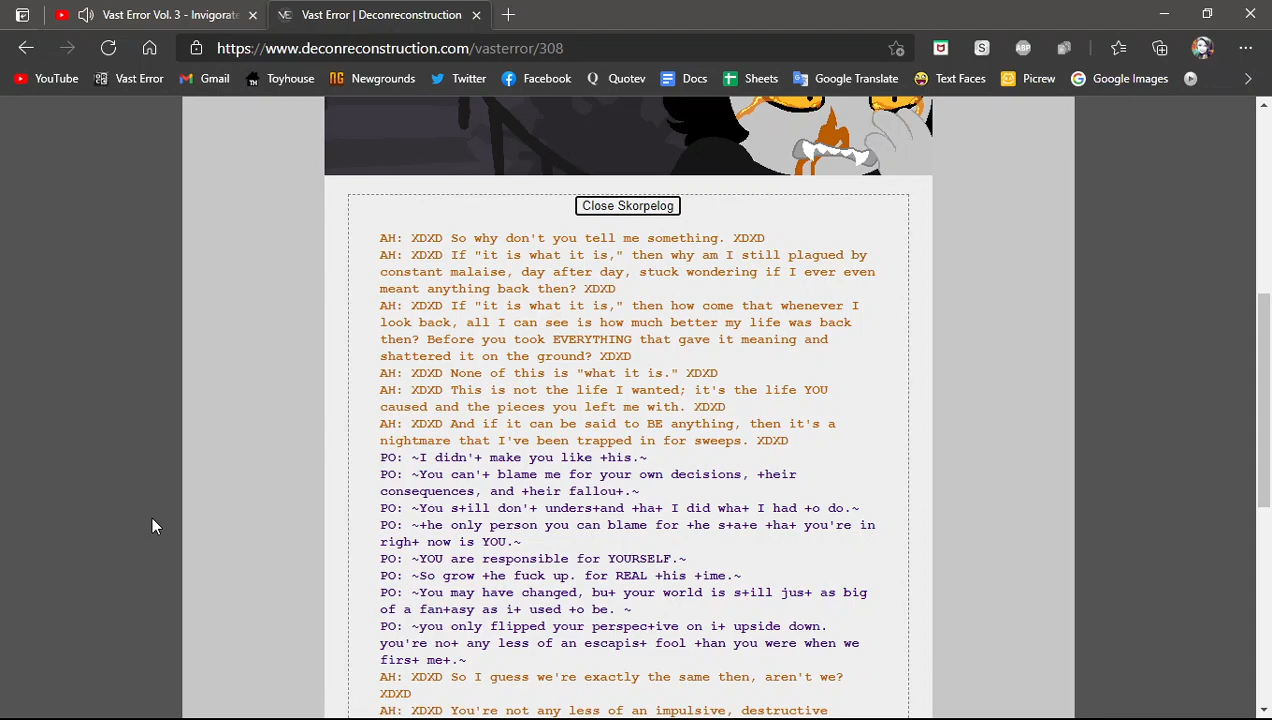 Vast Error Vol. 3 - Invigorate
Vast Error | Deconreconstruction
https://www.deconreconstruction.com/vasterror/308
YouTube
Vast Error
Gmail
Toyhouse
Newgrounds
Twitter
Facebook
Quotev
Docs
Sheets
Google Translate
Text Faces
Picrew
Google Images
Close Skorpelog
AH: XDXD So why don't you tell me something. XDXD
AH: XDXD If "it is what it is," then why am I still plagued by
constant malaise, day after day, stuck wondering if I ever even
meant anything back then? XDXD
AH: XDXD If "it is what it is," then how come that whenever I
look back, all I can see is how much better my life was back
then? Before you took EVERYTHING that gave it meaning and
shattered it on the ground? XDXD
AH: XDXD None of this is "what it is." XDXD
AH: XDXD This is not the life I wanted; it's the life YOU
caused and the pieces you left me with. XDXD
AH: XDXD And if it can be said to BE anything, then it's a
nightmare that I've been trapped in for sweeps. XDXD
PO: ~I didn'+ make you like +his.~
PO: ~You can'+ blame me for your own decisions, +heir
consequences, and +heir fallou+.~
PO: ~You s+ill don'+ unders+and +ha+ I did wha+ I had +o do.~
PO: ~+he only person you can blame for +he s+a+e +ha+ you're in
righ+ now is YOU.~
PO: ~YOU are responsible for YOURSELF.~
PO: ~So grow +he fuck up. for REAL +his +ime.~
PO: ~You may have changed, bu+ your world is s+ill jus+ as big
of a fan+asy as i+ used +o be. ~
PO: ~you only flipped your perspec+ive on i+ upside down.
you're no+ any less of an escapis+ fool +han you were when we
firs+ me+.~
AH: XDXD So I guess we're exactly the same then, aren't we?
XDXD
AH: XDXD You're not any less of an impulsive, destructive